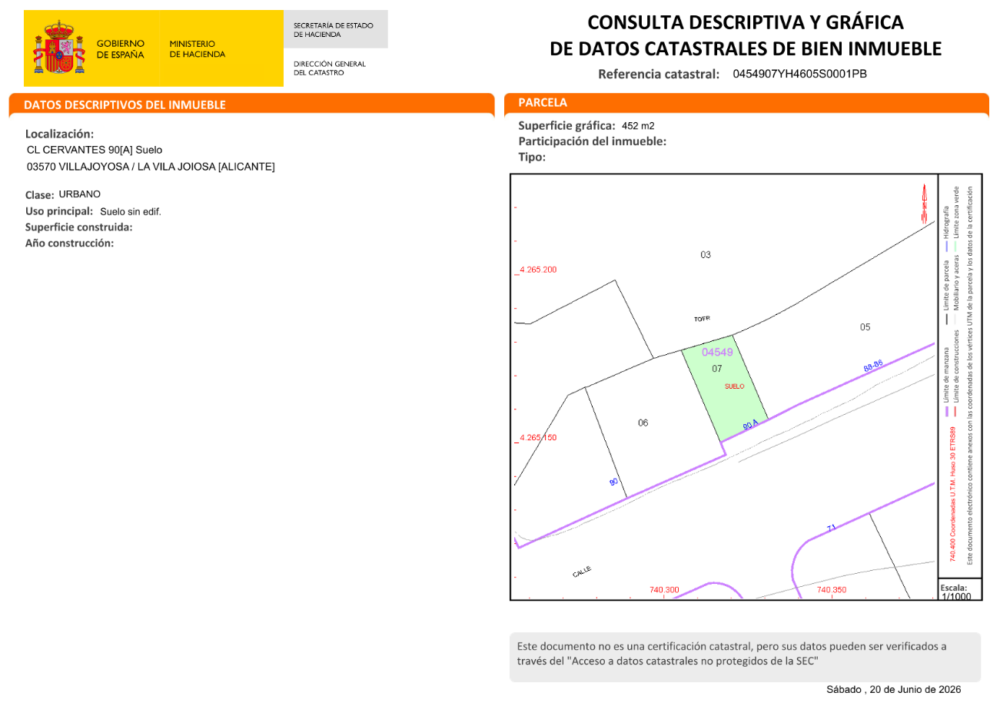 GOBIERNO
DE ESPAÑA
MINISTERIO
DE HACIENDA
SECRETARÍA DE ESTADO
DE HACIENDA
DIRECCIÓN GENERAL
DEL CATASTRO
CONSULTA DESCRIPTIVA Y GRÁFICA
DE DATOS CATASTRALES DE BIEN INMUEBLE
Referencia catastral: 0454907YH4605S0001PB
DATOS DESCRIPTIVOS DEL INMUEBLE
Localización:
CL CERVANTES 90[A] Suelo
03570 VILLAJOYOSA / LA VILA JOIOSA [ALICANTE]
Clase: URBANO
Uso principal: Suelo sin edif.
Superficie construida:
Año construcción:
PARCELA
Superficie gráfica: 452 m2
Participación del inmueble:
Tipo:
03
4.265.200
TOFR
05
04549
07
88-86
SUELO
06
90 A
4.265.150
90
71
CALLE
740.300
740.350
Límite de manzana
Límite de parcela
Hidrografía
Límite de construcciones
Mobiliario y aceras
Límite zona verde
740.400 Coordenadas U.T.M. Huso 30 ETRS89
Este documento electrónico contiene anexos con las coordenadas de los vértices UTM de la parcela y los datos de la certificación
Escala:
1/1000
Este documento no es una certificación catastral, pero sus datos pueden ser verificados a
través del "Acceso a datos catastrales no protegidos de la SEC"
Sábado , 20 de Junio de 2026